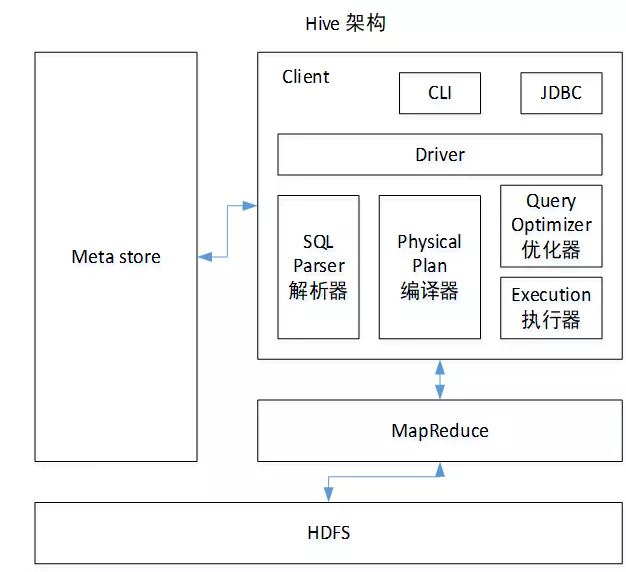 Hive 架构
Client
CLI
JDBC
Driver
Meta store
SQL
Parser
解析器
Physical
Plan
编译器
Query
Optimizer
优化器
Execution
执行器
MapReduce
HDFS